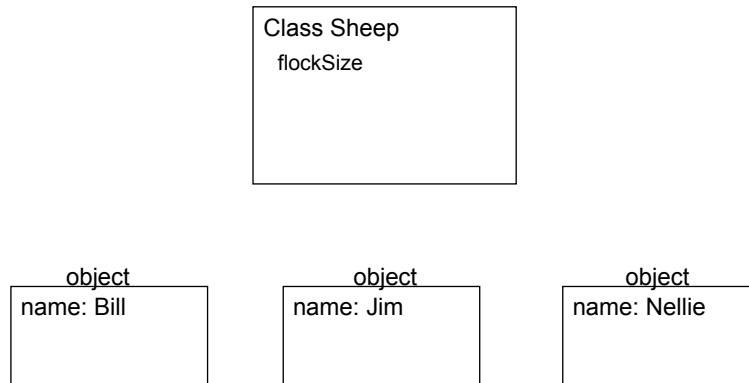 Class Sheep
flockSize
object
object
object
name: Bill
name: Jim
name: Nellie